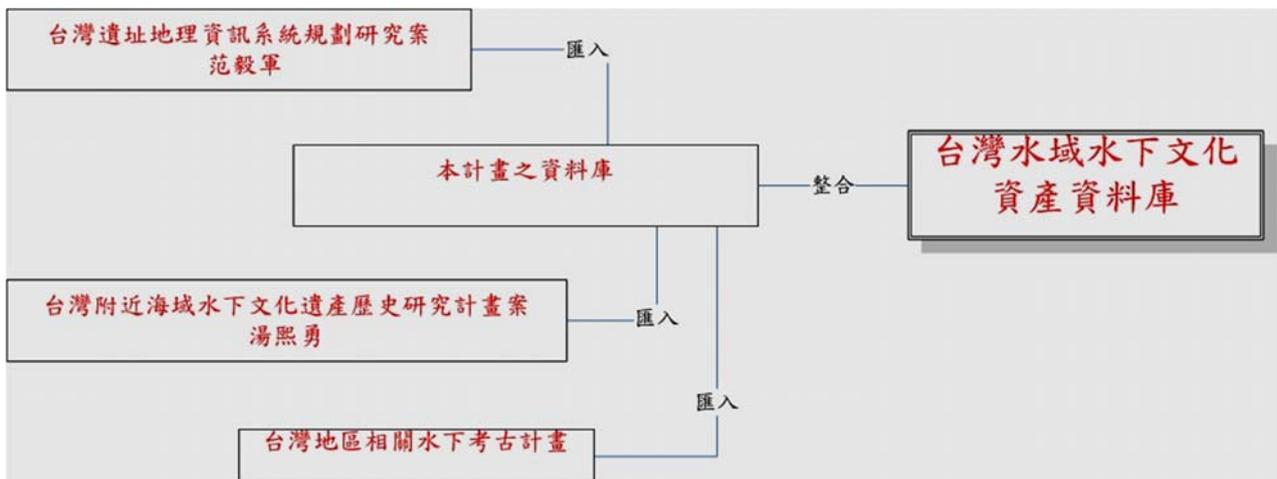 台灣遺址地理資訊系統規劃研究案
范毅軍
匯入
本計畫之資料庫
整合
台灣水域水下文化
資產資料庫
台灣附近海域水下文化遺產歷史研究計畫案
湯熙勇
匯入
匯入
台灣地區相關水下考古計畫